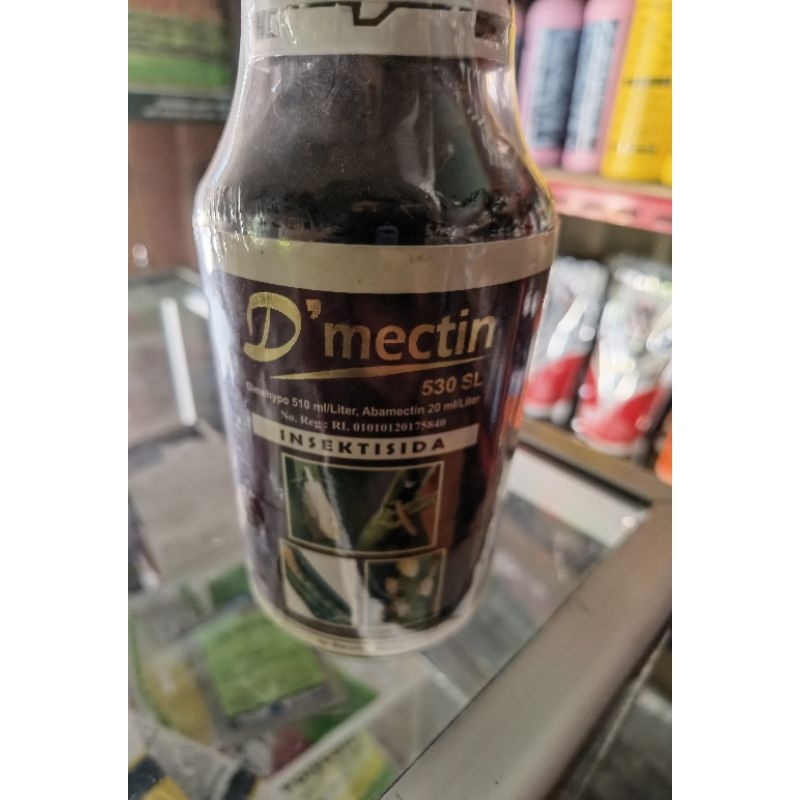 D'mectin
530 SL
Dimehypo 510 ml/Liter, Abamectin 20 ml/Liter
No. Reg : RI. 01010120175840
INSEKTISIDA